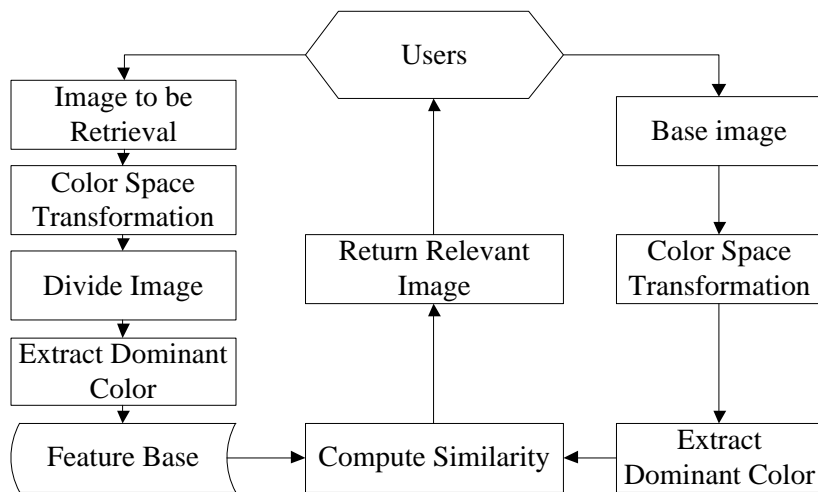 Users
Image to be
Retrieval
Color Space
Transformation
Divide Image
Extract Dominant
Color
Feature Base
Return Relevant
Image
Compute Similarity
Base image
Color Space
Transformation
Extract
Dominant Color